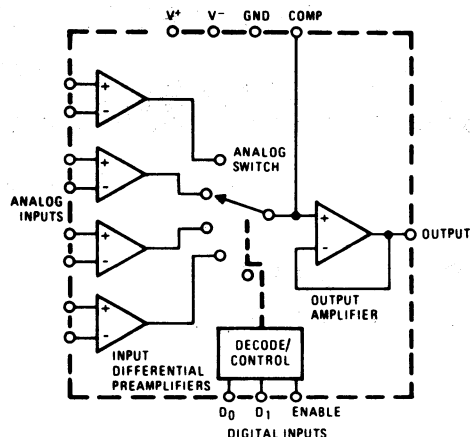 V+ V- GND COMP
+
-
ANALOG
SWITCH
+
-
ANALOG
INPUTS
+
-
+
-
OUTPUT
+
-
OUTPUT
AMPLIFIER
INPUT
DIFFERENTIAL
PREAMPLIFIERS
DECODE/
CONTROL
D0 D1 ENABLE
DIGITAL INPUTS